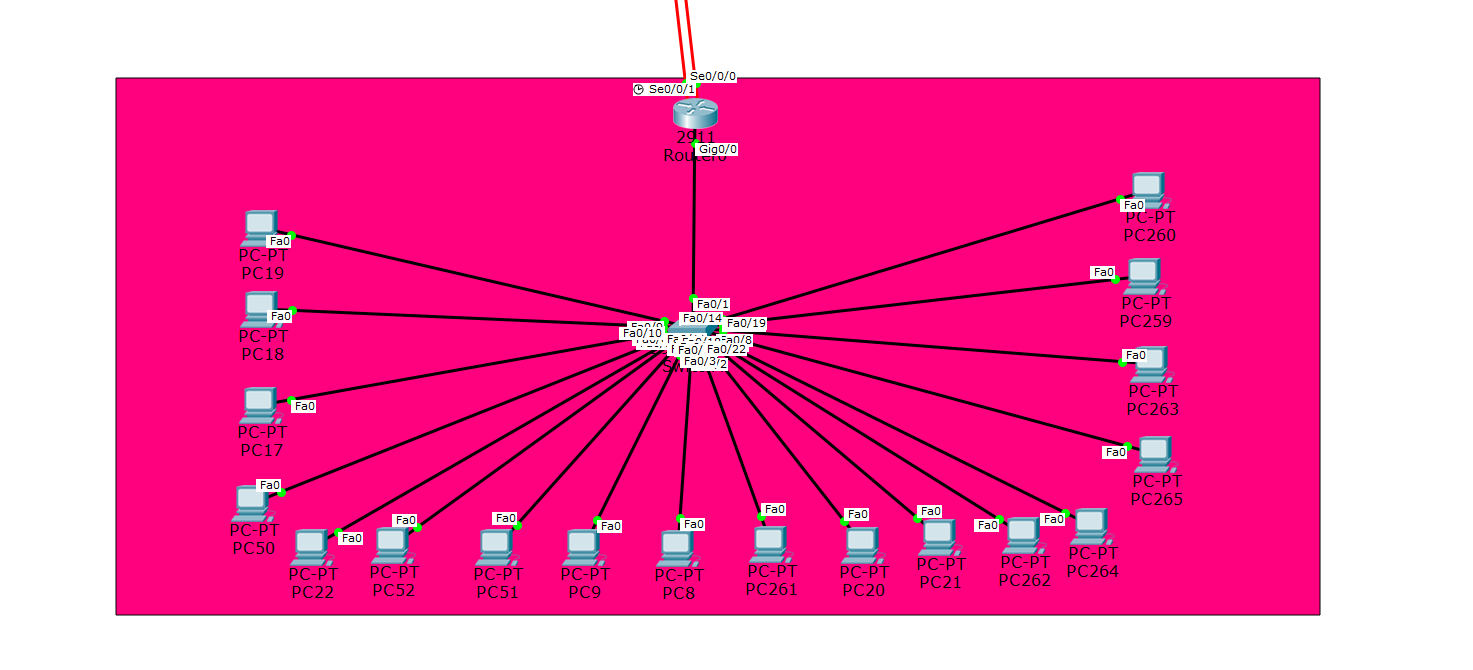 Se0/0/0
Se0/0/1
2911
Gig0/0
Fa0
PC-PT
PC19
Fa0
PC-PT
PC18
Fa0
PC-PT
PC17
Fa0
PC-PT
PC50
Fa0
PC-PT
PC22
Fa0
PC-PT
PC52
Fa0
PC-PT
PC51
Fa0
PC-PT
PC9
Fa0
PC-PT
PC8
Fa0
PC-PT
PC261
Fa0
PC-PT
PC20
Fa0
PC-PT
PC21
Fa0
PC-PT
PC262
Fa0
PC-PT
PC264
Fa0
PC-PT
PC265
Fa0
PC-PT
PC263
Fa0
PC-PT
PC259
Fa0
PC-PT
PC260
Fa0/1
Fa0/14
Fa0/19
Fa0/10
Fa0/22
Fa0/3